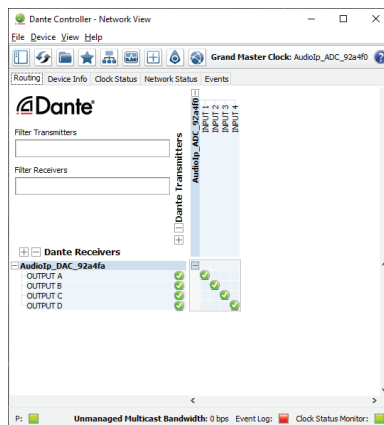 Dante Controller - Network View
File Device View Help
Grand Master Clock: AudioIp_ADC_92a4f0
Routing Device Info Clock Status Network Status Events
Dante
Filter Transmitters
Filter Receivers
Dante Transmitters
AudioIp_ADC_92a4f0
INPUT 1
INPUT 2
INPUT 3
INPUT 4
Dante Receivers
AudioIp_DAC_92a4fa
OUTPUT A
OUTPUT B
OUTPUT C
OUTPUT D
P: Unmanaged Multicast Bandwidth: 0 bps Event Log: Clock Status Monitor: